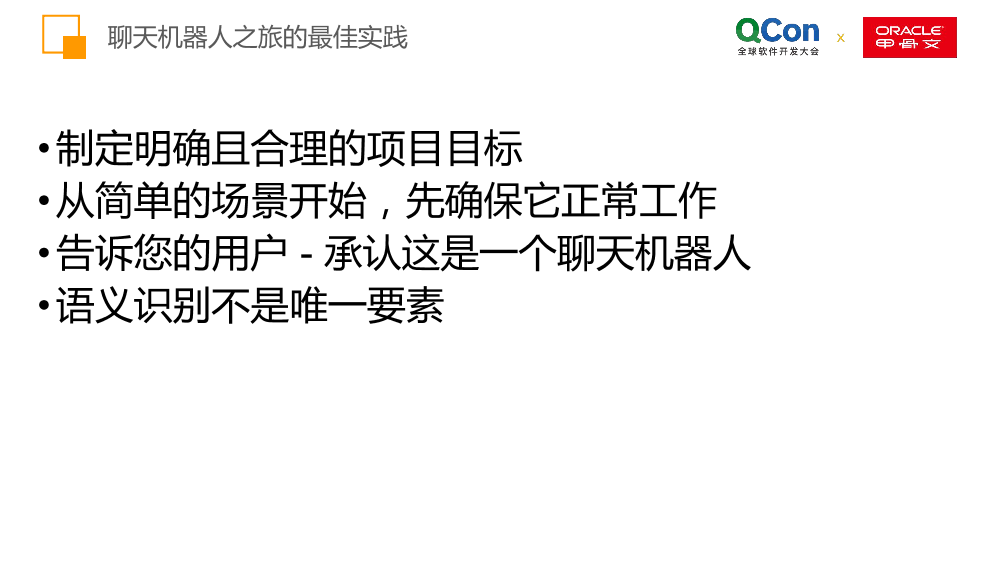 聊天机器人之旅的最佳实践
QCon
全球软件开发大会
x
ORACLE
甲骨文
•制定明确且合理的项目目标
•从简单的场景开始，先确保它正常工作
•告诉您的用户 - 承认这是一个聊天机器人
•语义识别不是唯一要素